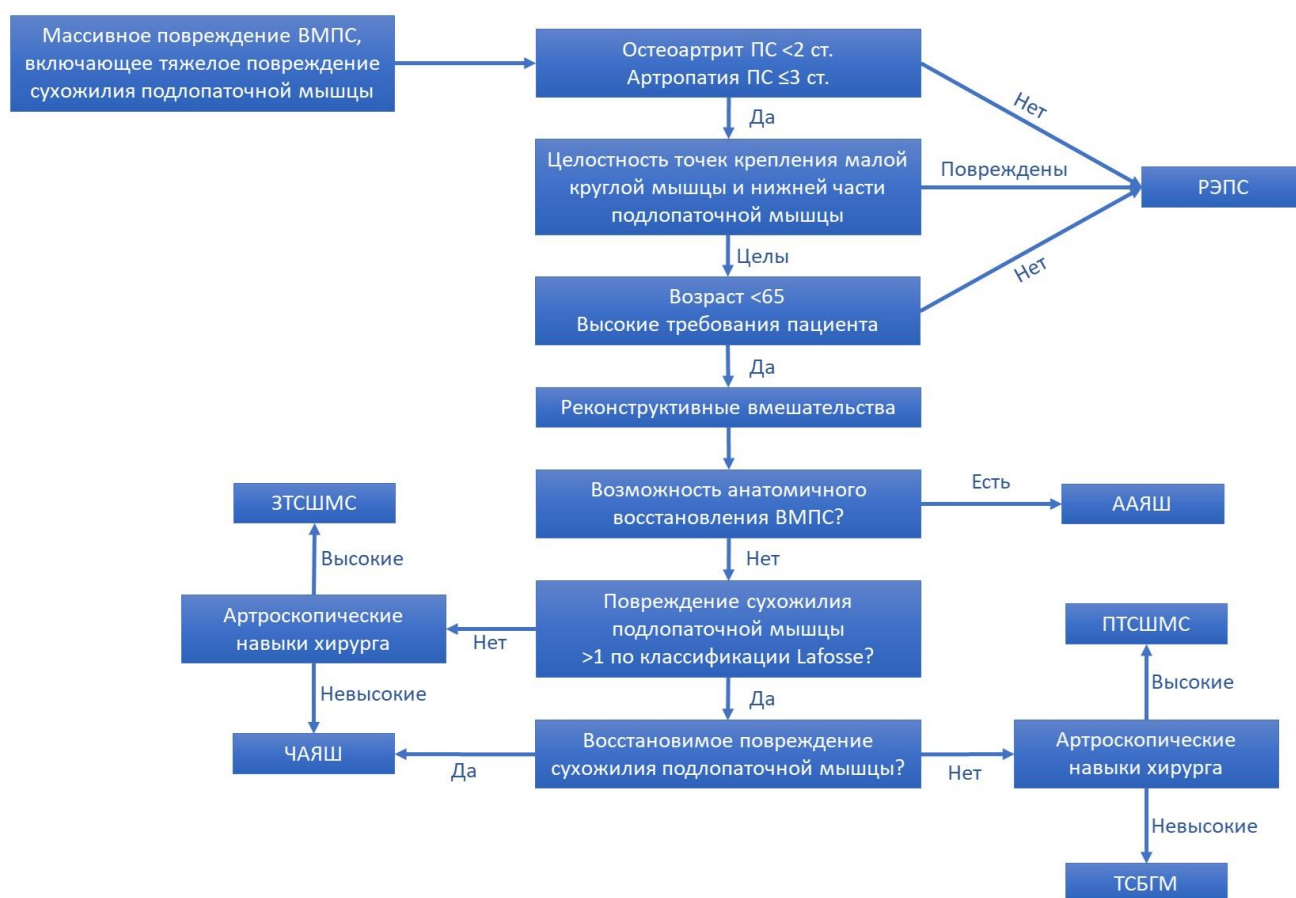 Массивное повреждение ВМПС,
включающее тяжелое повреждение
сухожилия подлопаточной мышцы
Остеоартрит ПС <2 ст.
Артропатия ПС ≤3 ст.
Нет
Да
Целостность точек крепления малой
круглой мышцы и нижней части
подлопаточной мышцы
Повреждены
РЭПС
Целы
Нет
Возраст <65
Высокие требования пациента
Да
Реконструктивные вмешательства
Возможность анатомичного
восстановления ВМПС?
Есть
ААЯШ
Нет
ЗТСШМС
Высокие
Артроскопические
навыки хирурга
Нет
Повреждение сухожилия
подлопаточной мышцы
>1 по классификации Lafosse?
Невысокие
Да
ПТСШМС
Высокие
ЧАЯШ
Да
Восстановимое повреждение
сухожилия подлопаточной мышцы?
Нет
Артроскопические
навыки хирурга
Невысокие
ТСБГМ